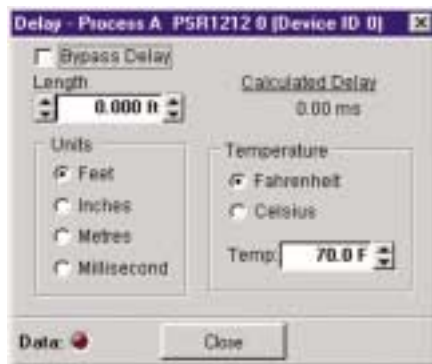 Delay - Process A PSR1212 0 (Device ID 0)
Bypass Delay
Length
0.000 ft
Calculated Delay
0.00 ms
Units
Feet
Inches
Metres
Millisecond
Temperature
Fahrenheit
Celsius
Temp: 70.0 F
Data:
Close